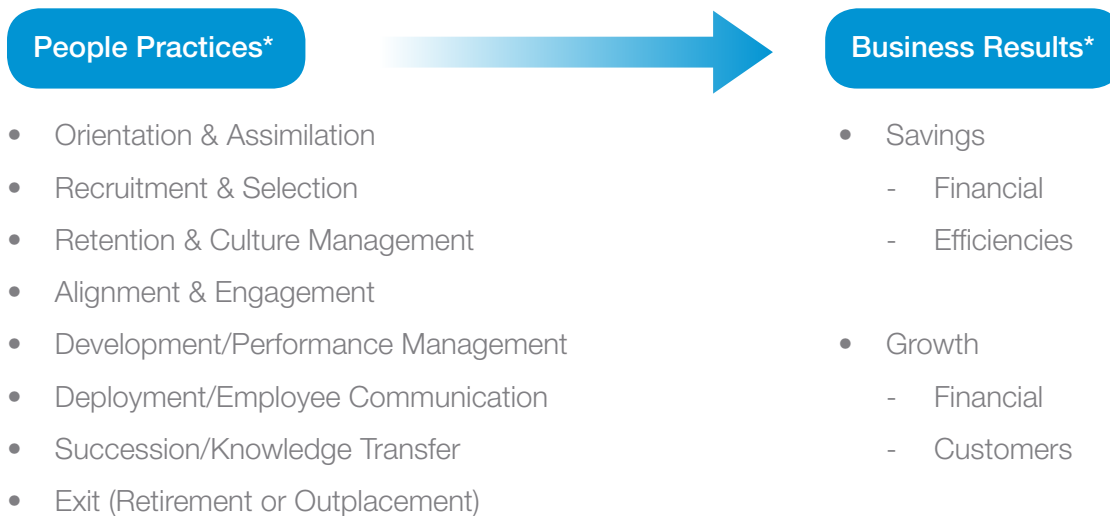 People Practices*
• Orientation & Assimilation
• Recruitment & Selection
• Retention & Culture Management
• Alignment & Engagement
• Development/Performance Management
• Deployment/Employee Communication
• Succession/Knowledge Transfer
• Exit (Retirement or Outplacement)
Business Results*
• Savings
- Financial
- Efficiencies
• Growth
- Financial
- Customers